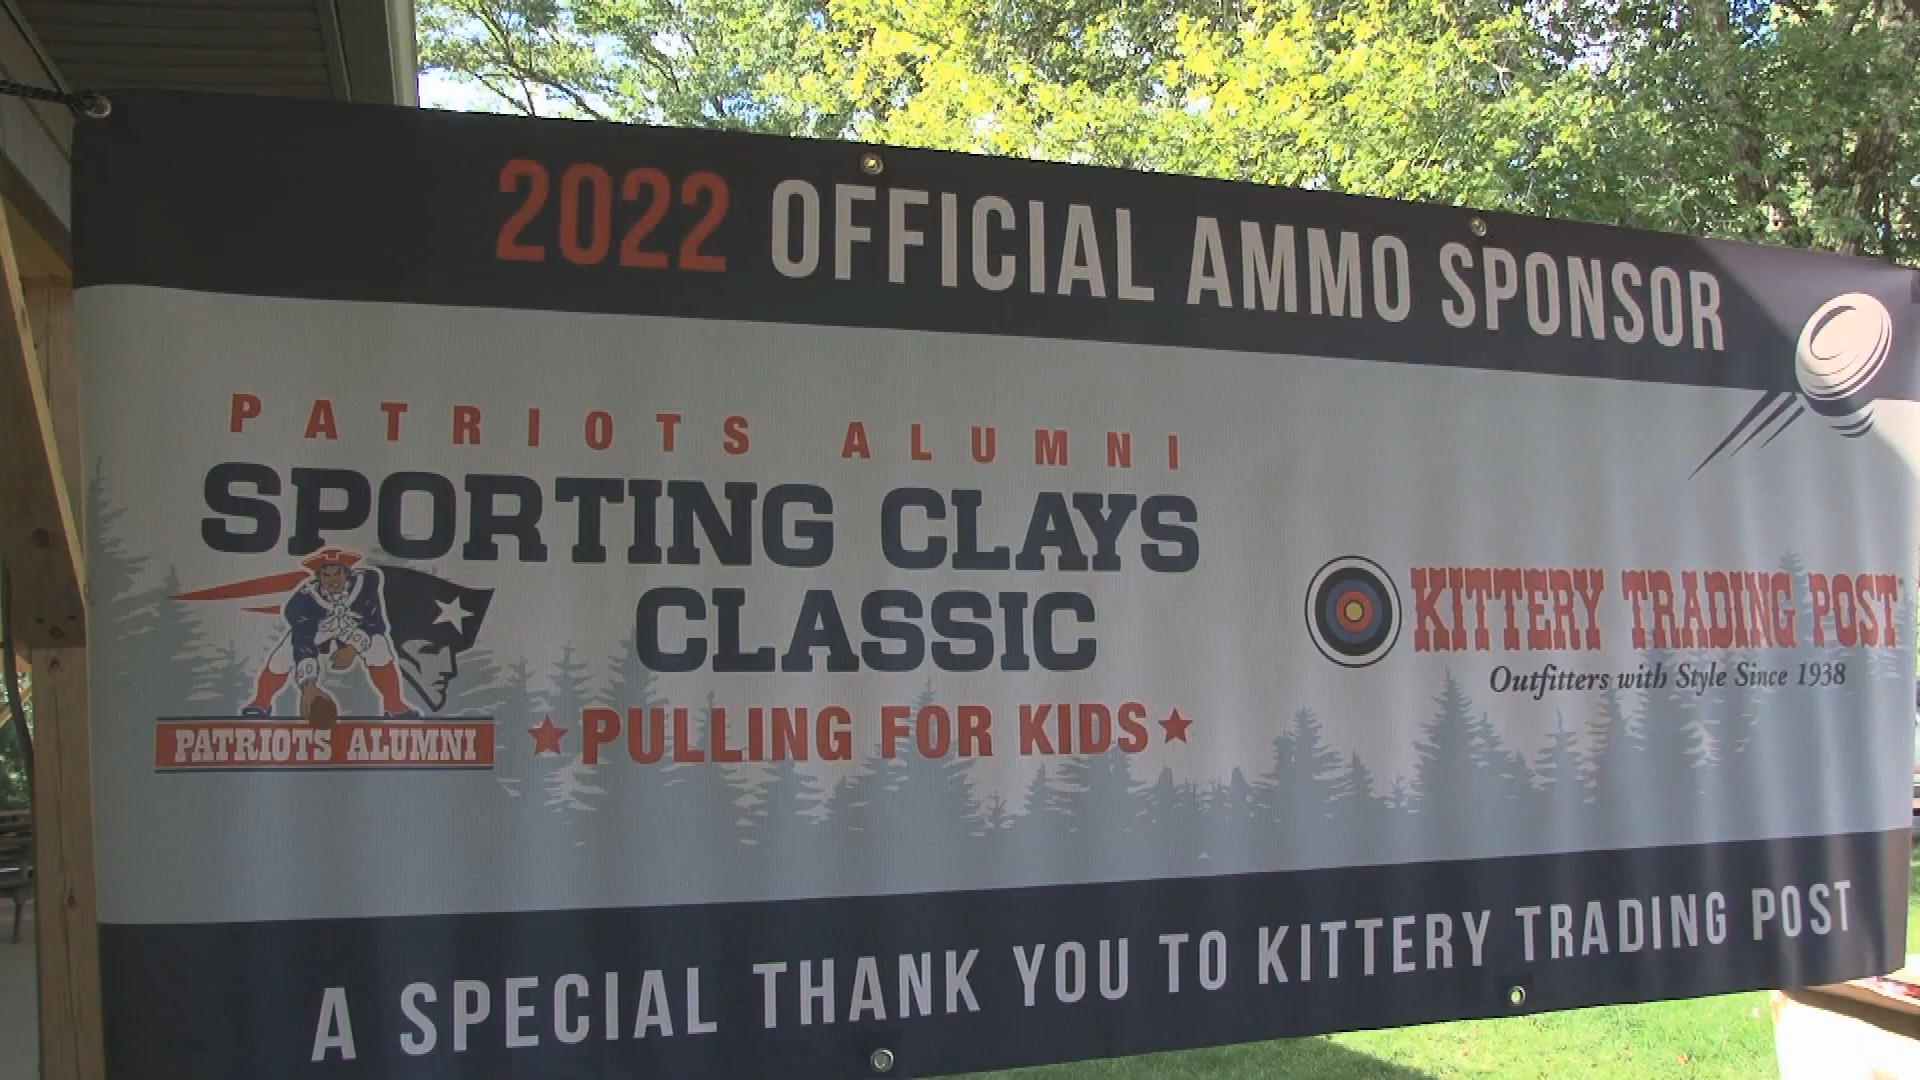 2022 OFFICIAL AMMO SPONSOR
PATRIOTS ALUMNI
SPORTING CLAYS
CLASSIC
PATRIOTS ALUMNI
★PULLING FOR KIDS★
KITTERY TRADING POST
Outfitters with Style Since 1938
A SPECIAL THANK YOU TO KITTERY TRADING POST